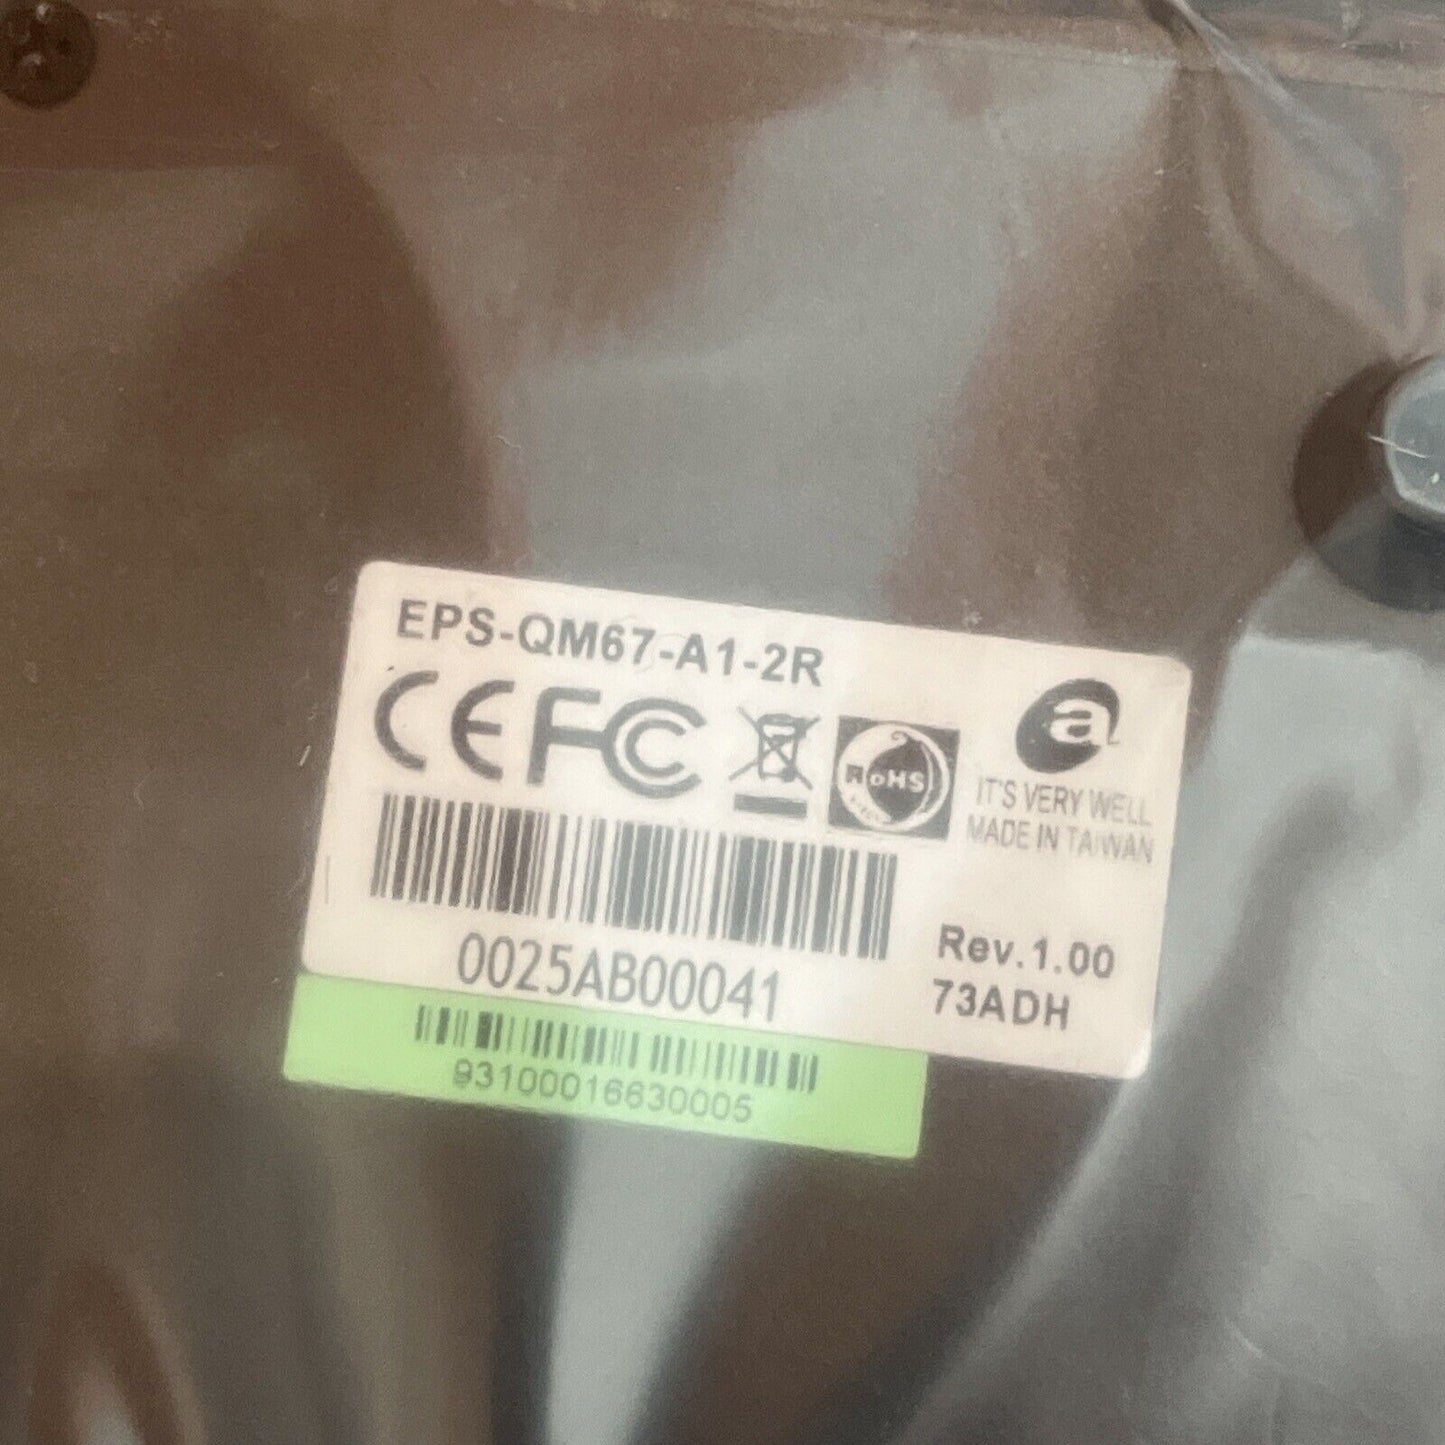 EPS-QM67-A1-2R
CE FC
RoHS
a
IT'S VERY WELL
MADE IN TAIWAN
0025AB00041
Rev.1.00
73ADH
93100016630005